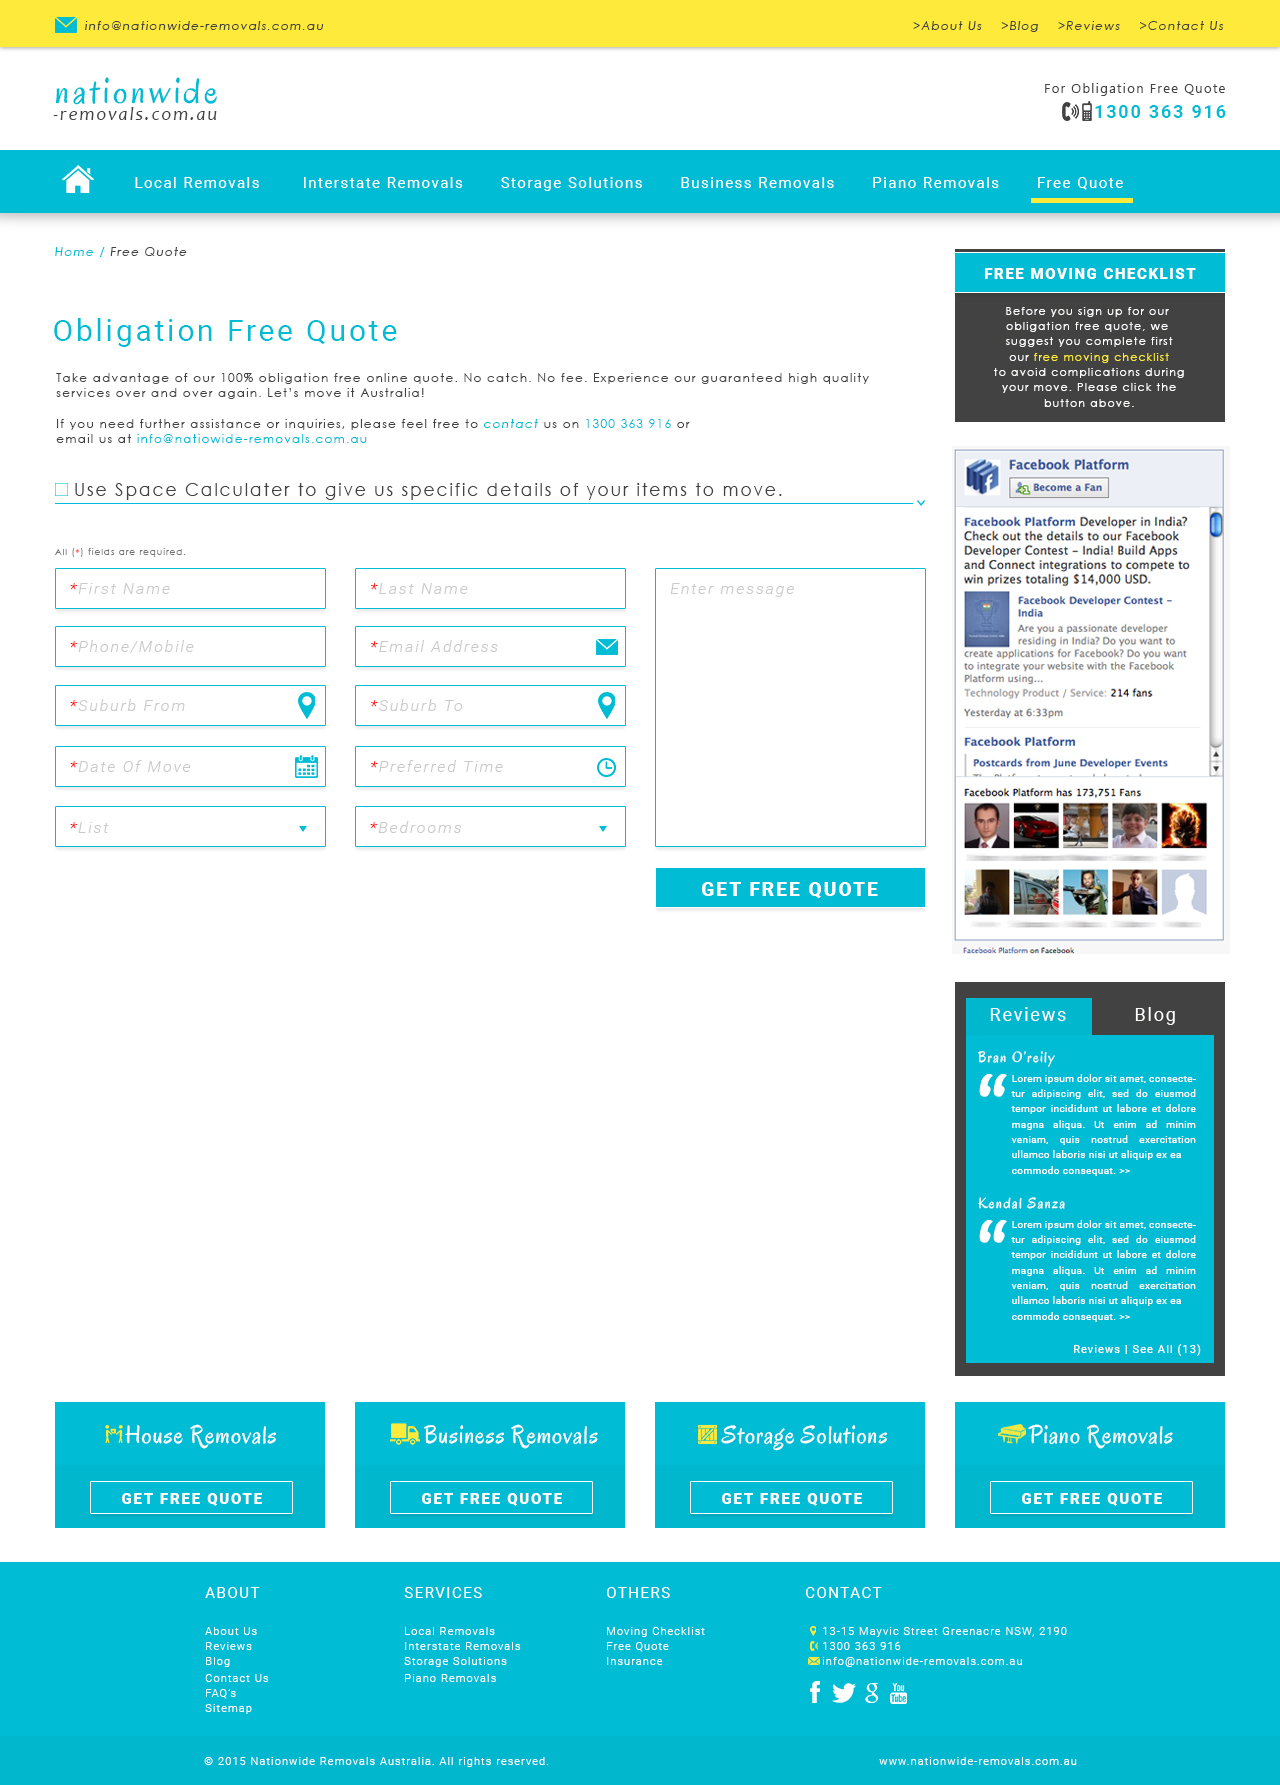 info@nationwide-removals.com.au
>About Us >Blog >Reviews >Contact Us
nationwide
-removals.com.au
For Obligation Free Quote
1300 363 916
Local Removals Interstate Removals Storage Solutions Business Removals Piano Removals Free Quote
Home / Free Quote
Obligation Free Quote
Take advantage of our 100% obligation free online quote. No catch. No fee. Experience our guaranteed high quality
services over and over again. Let's move it Australia!
If you need further assistance or inquiries, please feel free to contact us on 1300 363 916 or
email us at info@natiowide-removals.com.au
Use Space Calculater to give us specific details of your items to move.
All (*) fields are required.
*First Name
*Last Name
Enter message
*Phone/Mobile
*Email Address
*Suburb From
*Suburb To
*Date Of Move
*Preferred Time
*List
*Bedrooms
GET FREE QUOTE
FREE MOVING CHECKLIST
Before you sign up for our
obligation free quote, we
suggest you complete first
our free moving checklist
to avoid complications during
your move. Please click the
button above.
Facebook Platform
Become a Fan
Facebook Platform Developer in India?
Check out the details to our Facebook
Developer Contest – India! Build Apps
and Connect integrations to compete to
win prizes totaling $14,000 USD.
Facebook Developer Contest –
India
Are you a passionate developer
residing in India? Do you want to
create applications for Facebook? Do you want
to integrate your website with the Facebook
Platform using...
Technology Product / Service: 214 fans
Yesterday at 6:33pm
Facebook Platform
Postcards from June Developer Events
Facebook Platform has 173,751 Fans
Facebook Platform on Facebook
Reviews Blog
Bran O'reily
Lorem ipsum dolor sit amet, consecte-
tur adipiscing elit, sed do eiusmod
tempor incididunt ut labore et dolore
magna aliqua. Ut enim ad minim
veniam, quis nostrud exercitation
ullamco laboris nisi ut aliquip ex ea
commodo consequat. >>
Kendal Sanza
Lorem ipsum dolor sit amet, consecte-
tur adipiscing elit, sed do eiusmod
tempor incididunt ut labore et dolore
magna aliqua. Ut enim ad minim
veniam, quis nostrud exercitation
ullamco laboris nisi ut aliquip ex ea
commodo consequat. >>
Reviews | See All (13)
House Removals
GET FREE QUOTE
Business Removals
GET FREE QUOTE
Storage Solutions
GET FREE QUOTE
Piano Removals
GET FREE QUOTE
ABOUT
About Us
Reviews
Blog
Contact Us
FAQ's
Sitemap
SERVICES
Local Removals
Interstate Removals
Storage Solutions
Piano Removals
OTHERS
Moving Checklist
Free Quote
Insurance
CONTACT
13-15 Mayvic Street Greenacre NSW, 2190
1300 363 916
info@nationwide-removals.com.au
You
Tube
© 2015 Nationwide Removals Australia. All rights reserved.
www.nationwide-removals.com.au